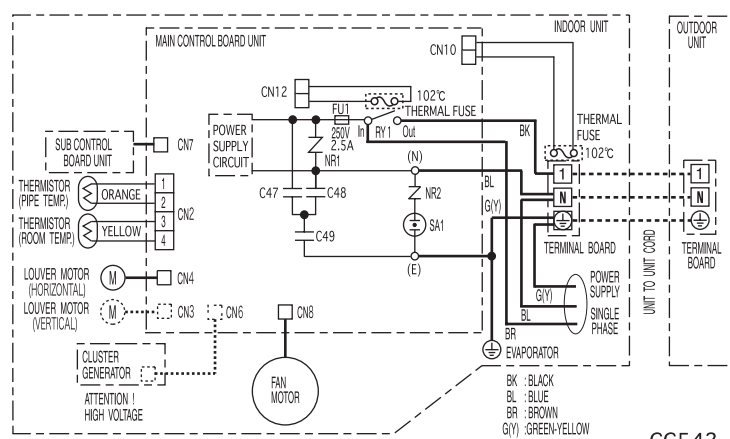 INDOOR UNIT
OUTDOOR
UNIT
MAIN CONTROL BOARD UNIT
CN10
CN12
102℃
THERMAL FUSE
FU1
250V
2.5A
In
RY1
Out
BK
THERMAL
FUSE
102℃
POWER
SUPPLY
CIRCUIT
NR1
SUB CONTROL
BOARD UNIT
CN7
(N)
BL
1
N
1
N
THERMISTOR
(PIPE TEMP.)
ORANGE
1
2
3
4
CN2
THERMISTOR
(ROOM TEMP.)
YELLOW
C47
C48
NR2
G(Y)
C49
SA1
TERMINAL BOARD
TERMINAL
BOARD
UNIT TO UNIT CORD
LOUVER MOTOR
(HORIZONTAL)
M
CN4
(E)
G(Y)
POWER
SUPPLY
SINGLE
PHASE
BL
BR
LOUVER MOTOR
(VERTICAL)
M
CN3
CN6
CN8
EVAPORATOR
CLUSTER
GENERATOR
ATTENTION !
HIGH VOLTAGE
FAN
MOTOR
BK : BLACK
BL : BLUE
BR : BROWN
G(Y) :GREEN-YELLOW